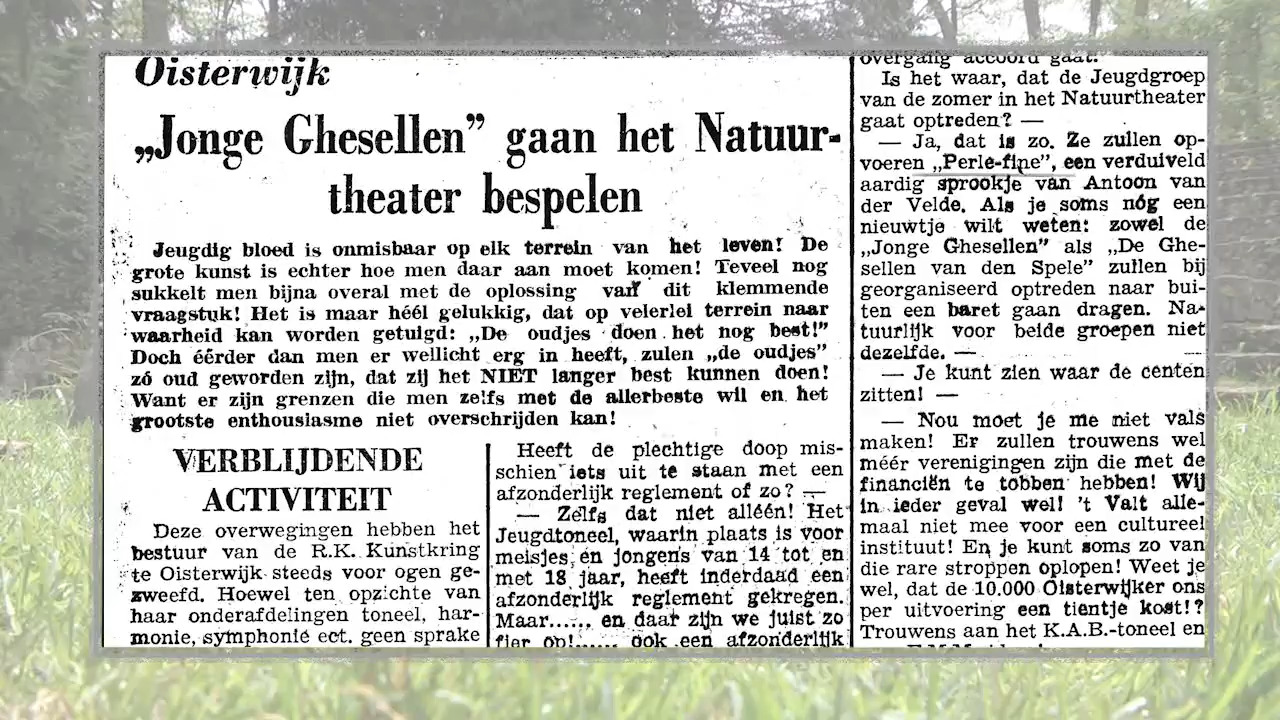 Oisterwijk
„Jonge Ghesellen” gaan het Natuur-
theater bespelen
Jeugdig bloed is onmisbaar op elk terrein van het leven! De
grote kunst is echter hoe men daar aan moet komen! Teveel nog
sukkelt men bijna overal met de oplossing van dit klemmende
vraagstuk! Het is maar héél gelukkig, dat op velerlei terrein naar
waarheid kan worden getuigd: „De oudjes doen het nog best!”
Doch éérder dan men er wellicht erg in heeft, zulen „de oudjes”
zó oud geworden zijn, dat zij het NIET langer best kunnen doen!
Want er zijn grenzen die men zelfs met de allerbeste wil en het
grootste enthousiasme niet overschrijden kan!
VERBLIJDENDE
ACTIVITEIT
Deze overwegingen hebben het
bestuur van de R.K. Kunstkring
te Oisterwijk steeds voor ogen ge-
zweefd. Hoewel ten opzichte van
haar onderafdelingen toneel, har-
monie, symphonie ect. geen sprake
Heeft de plechtige doop mis-
schien iets uit te staan met een
afzonderlijk reglement of zo? —
— Zelfs dat niet alléén! Het
Jeugdtoneel, waarin plaats is voor
meisjes en jongens van 14 tot en
met 18 jaar, heeft inderdaad een
afzonderlijk reglement gekregen.
Maar...... en daar zijn we juist zo
fier op!...... ook een afzonderlijk
overgang accoord gaat.
Is het waar, dat de Jeugdgroep
van de zomer in het Natuurtheater
gaat optreden? —
— Ja, dat is zo. Ze zullen op-
voeren „Perle-fine”, een verduiveld
aardig sprookje van Antoon van
der Velde. Als je soms nóg een
nieuwtje wilt weten: zowel de
„Jonge Ghesellen” als „De Ghe-
sellen van den Spele” zullen bij
georganiseerd optreden naar bui-
ten een baret gaan dragen. Na-
tuurlijk voor beide groepen niet
dezelfde. —
— Je kunt zien waar de centen
zitten! —
— Nou moet je me niet vals
maken! Er zullen trouwens wel
méér verenigingen zijn die met de
financiën te tobben hebben! Wij
in ieder geval wel! 't Valt alle-
maal niet mee voor een cultureel
instituut! En je kunt soms zo van
die rare stroppen oplopen! Weet je
wel, dat de 10.000 Oisterwijker ons
per uitvoering een tientje kost!?
Trouwens aan het K.A.B.-toneel en